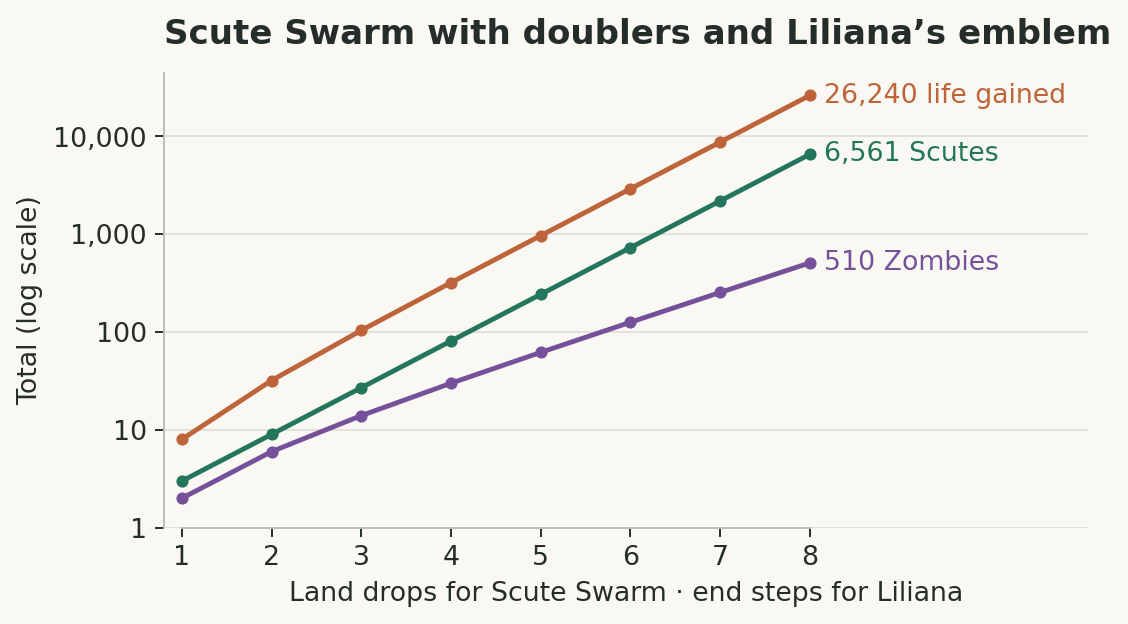 Scute Swarm with doublers and Liliana’s emblem
26,240 life gained
10,000
6,561 Scutes
1,000
510 Zombies
100
10
1
Total (log scale)
1 2 3 4 5 6 7 8
Land drops for Scute Swarm · end steps for Liliana